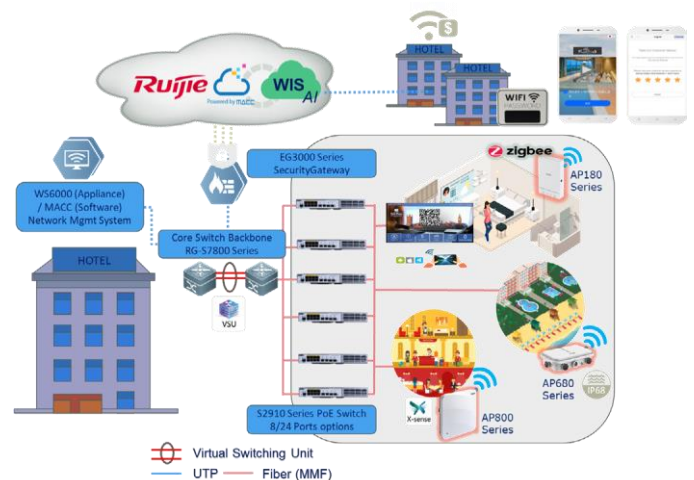 S
HOTEL
HOTEL
Ruijie
Powered by MACC
WIS
AI
WiFi
PASSWORD
EG3000 Series
SecurityGateway
zigbee
AP180
Series
WS6000 (Appliance)
/ MACC (Software)
Network Mgmt System
Core Switch Backbone
RG-S7800 Series
HOTEL
VSU
AP680
Series
IP68
X-sense
AP800
Series
S2910 Series PoE Switch
8/24 Ports options
Virtual Switching Unit
UTP
Fiber (MMF)